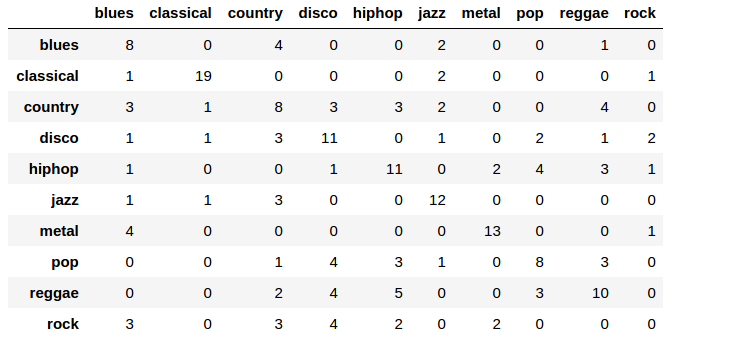 blues classical country disco hiphop jazz metal pop reggae rock
blues 8 0 4 0 0 2 0 0 1 0
classical 1 19 0 0 0 2 0 0 0 1
country 3 1 8 3 3 2 0 0 4 0
disco 1 1 3 11 0 1 0 2 1 2
hiphop 1 0 0 1 11 0 2 4 3 1
jazz 1 1 3 0 0 12 0 0 0 0
metal 4 0 0 0 0 0 13 0 0 1
pop 0 0 1 4 3 1 0 8 3 0
reggae 0 0 2 4 5 0 0 3 10 0
rock 3 0 3 4 2 0 2 0 0 0